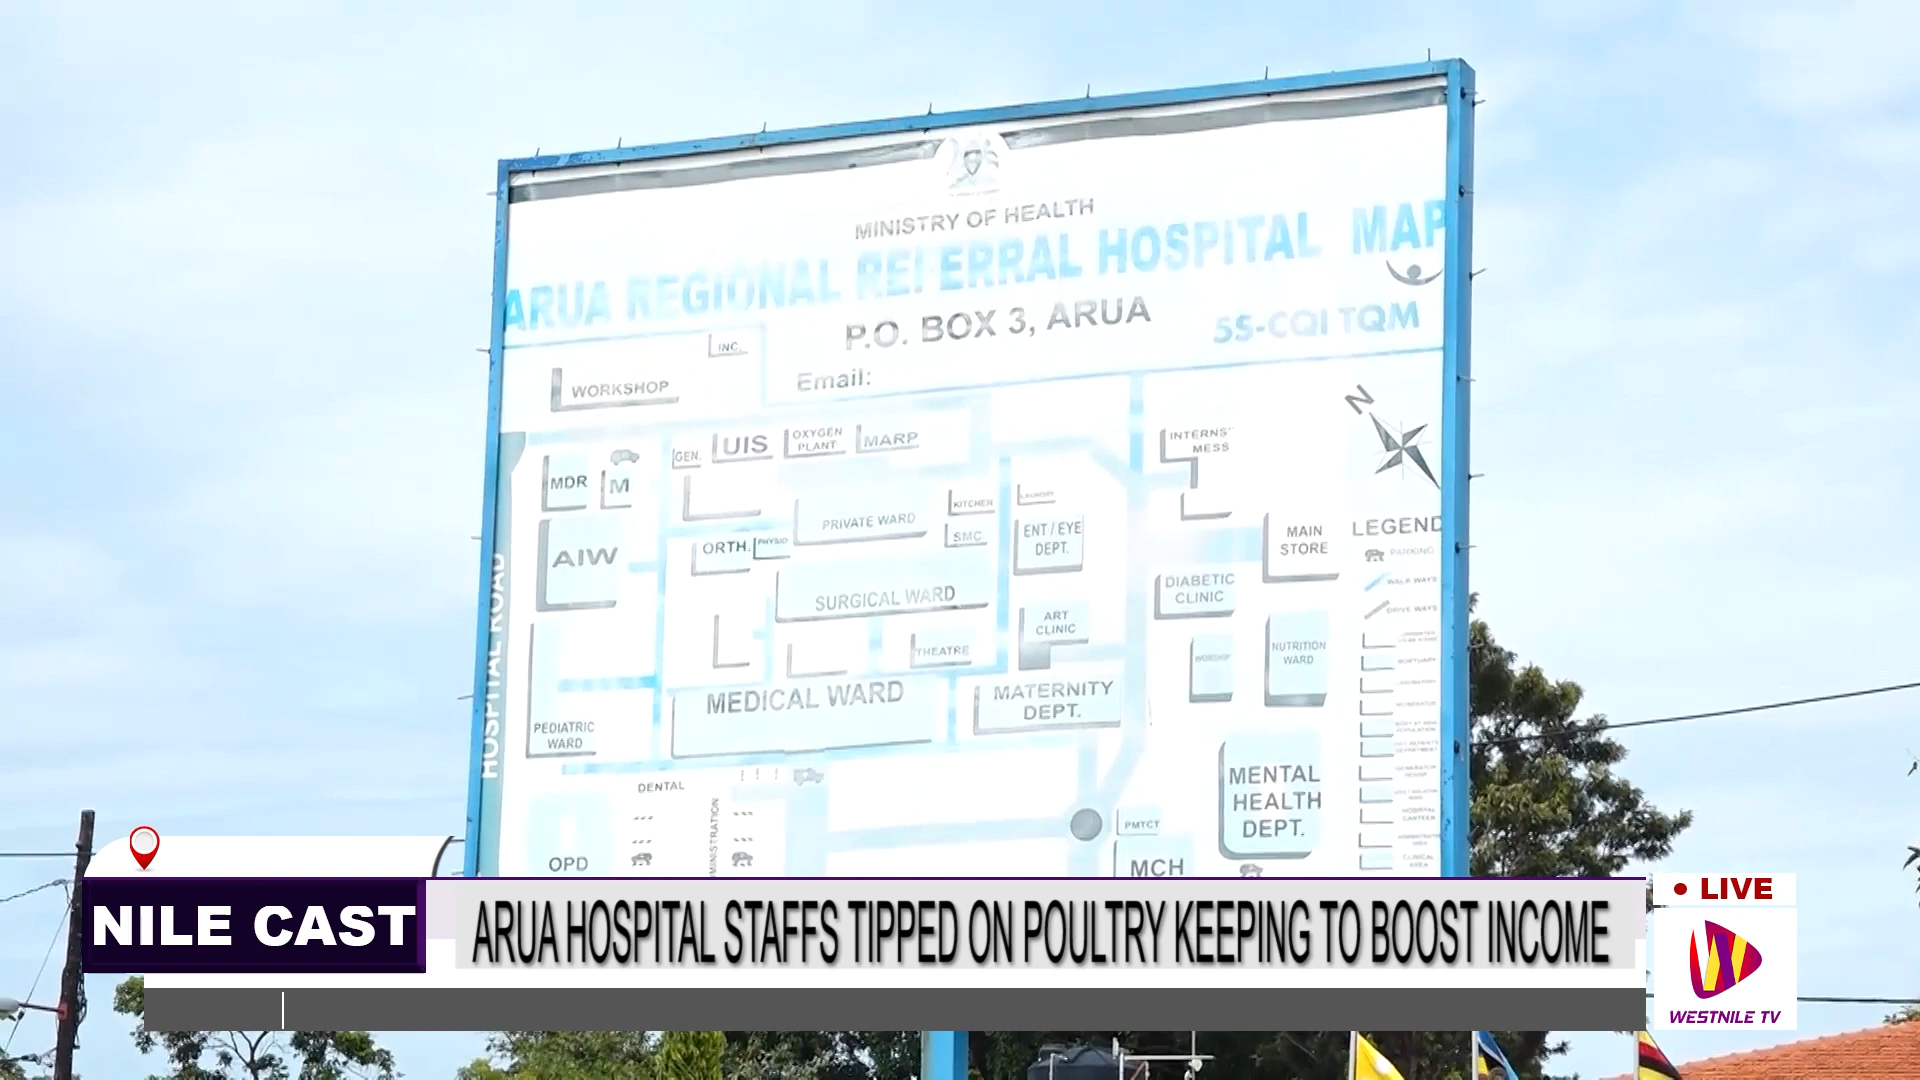 MINISTRY OF HEALTH
ARUA REGIONAL REFERRAL HOSPITAL MAP
P.O. BOX 3, ARUA
5S-CQI TQM
Email:
INC.
WORKSHOP
N
GEN.
UIS
OXYGEN
PLANT
MARP
INTERNS'
MESS
MDR
M
KITCHEN
LAUNDRY
PRIVATE WARD
SMC
ENT / EYE
DEPT.
MAIN
STORE
LEGEND
PARKING
WALK WAYS
DRIVE WAYS
AIW
ORTH.
PHYSIO
SURGICAL WARD
DIABETIC
CLINIC
ART
CLINIC
THEATRE
WORSHIP
NUTRITION
WARD
HOSPITAL ROAD
MEDICAL WARD
MATERNITY
DEPT.
PEDIATRIC
WARD
DENTAL
MENTAL
HEALTH
DEPT.
OPD
PMTCT
MCH
NILE CAST
ARUA HOSPITAL STAFFS TIPPED ON POULTRY KEEPING TO BOOST INCOME
LIVE
WESTNILE TV